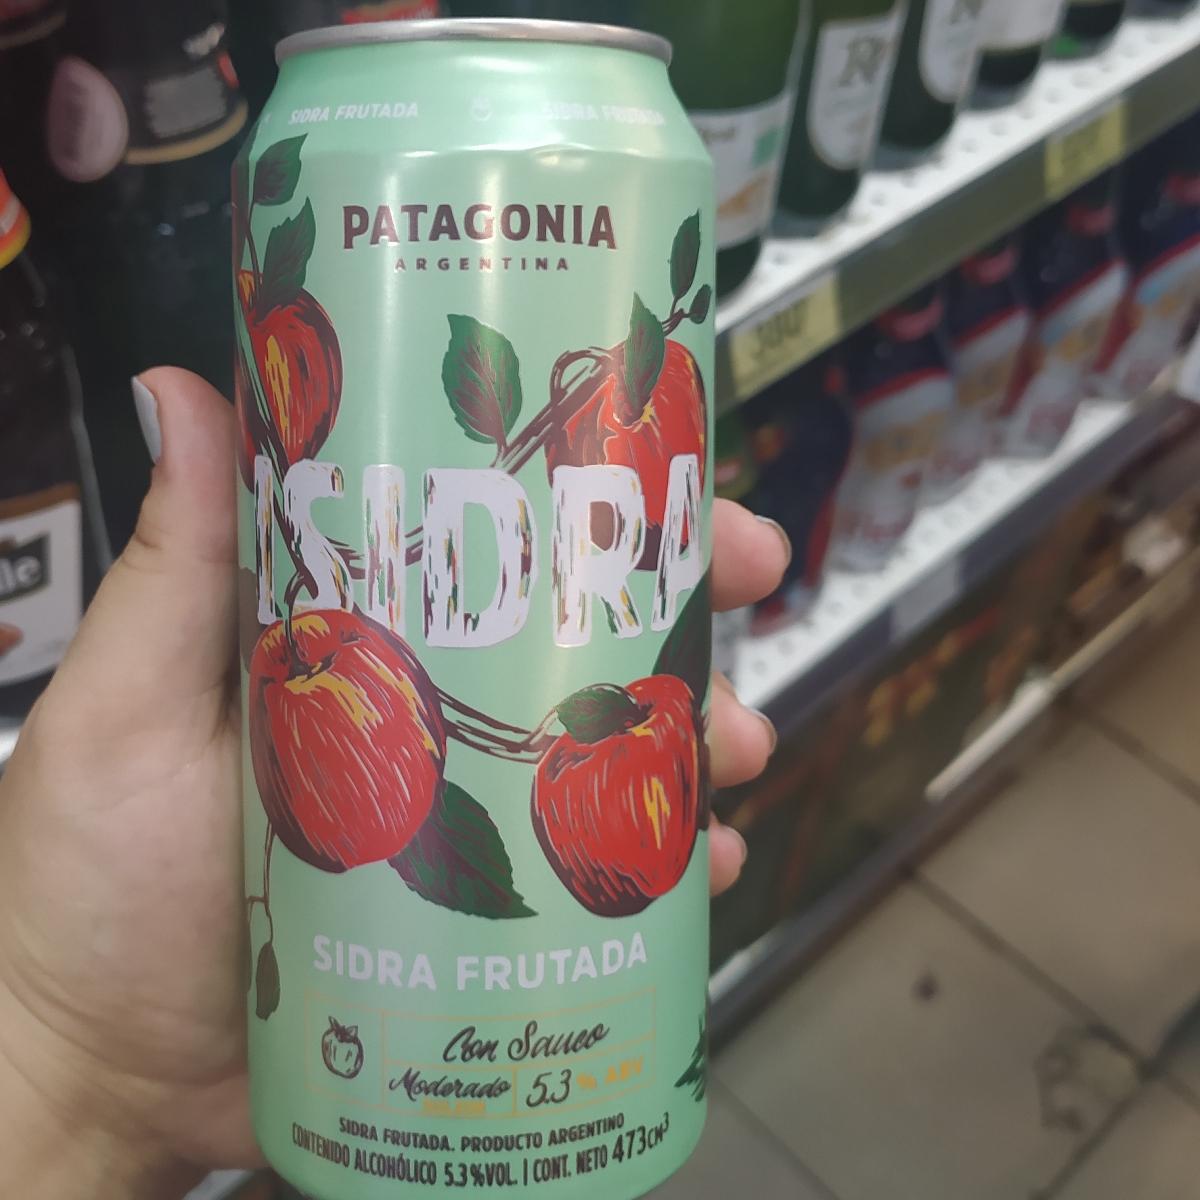 SIDRA FRUTADA SIDRA FRUTADA
PATAGONIA
ARGENTINA
ISIDRA
SIDRA FRUTADA
Con Sauco
Moderado 5.3 % ABV
SIDRA FRUTADA. PRODUCTO ARGENTINO
CONTENIDO ALCOHÓLICO 5.3%VOL. | CONT. NETO 473CM³